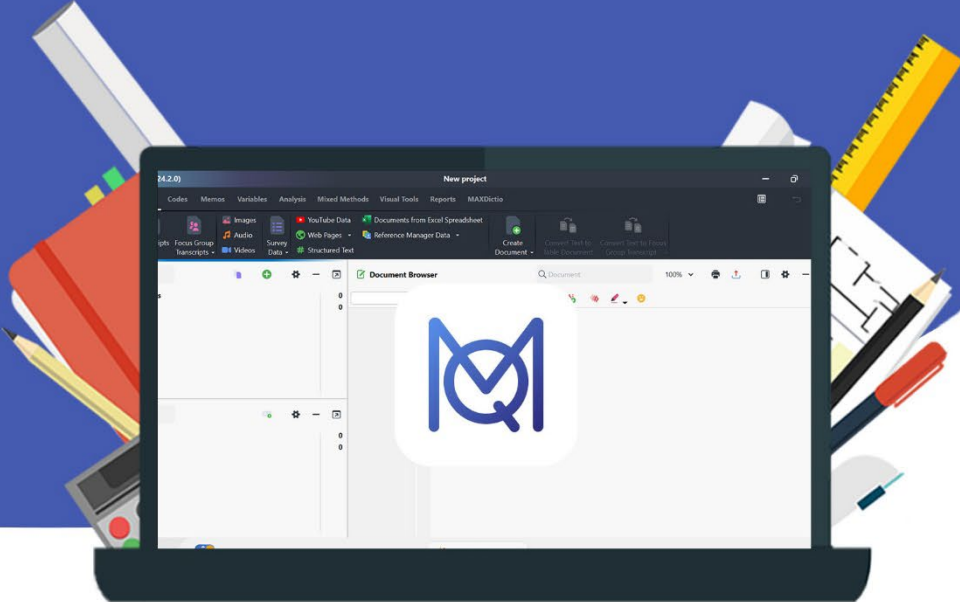 24.2.0)
New project
Codes Memos Variables Analysis Mixed Methods Visual Tools Reports MAXDictio
Images YouTube Data Documents from Excel Spreadsheet
ipts Focus Group Transcripts
Audio
Survey Data
Web Pages Reference Manager Data
Create Document
Convert Text to
Convert Text to Focus
Group Transcript
Videos Structured Text
Document Browser
Document
100%
s
0
0
0
0